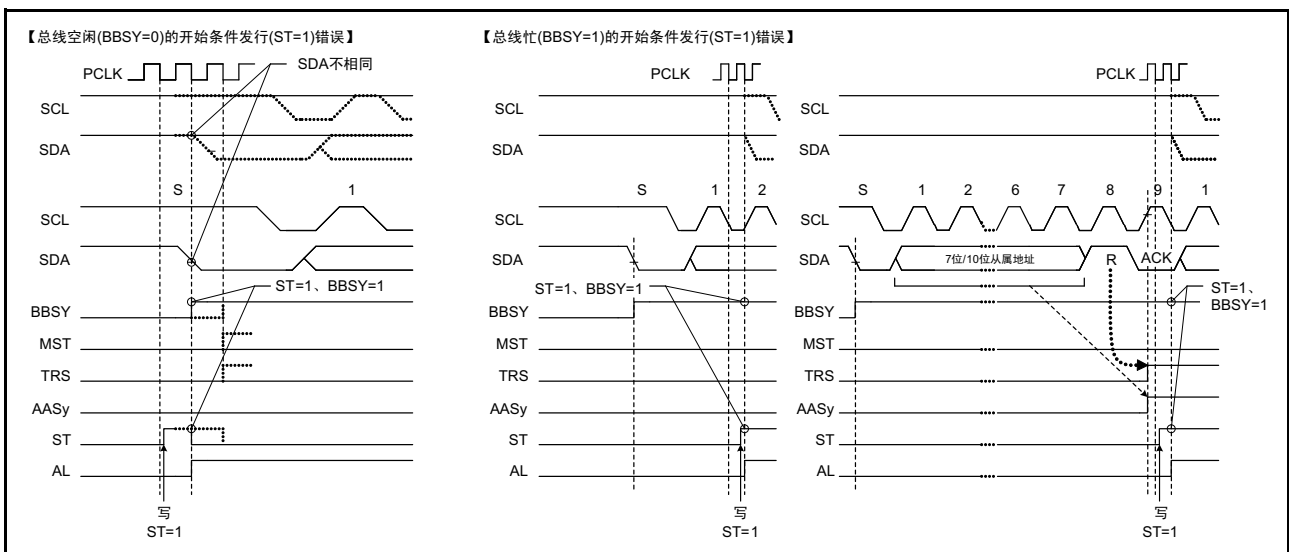 【总线空闲(BBSY=0)的开始条件发行(ST=1)错误】
PCLK
SDA不相同
SCL
SDA
S 1
SCL
SDA
ST=1、BBSY=1
BBSY
MST
TRS
AASy
ST
AL
写
ST=1
【总线忙(BBSY=1)的开始条件发行(ST=1)错误】
PCLK
SCL
SDA
S 1 2
SCL
SDA
ST=1、BBSY=1
BBSY
MST
TRS
AASy
ST
AL
写
ST=1
PCLK
SCL
SDA
S 1 2 6 7 8 9 1
SCL
SDA
7位/10位从属地址
R
ACK
ST=1、
BBSY=1
BBSY
MST
TRS
AASy
ST
AL
写
ST=1